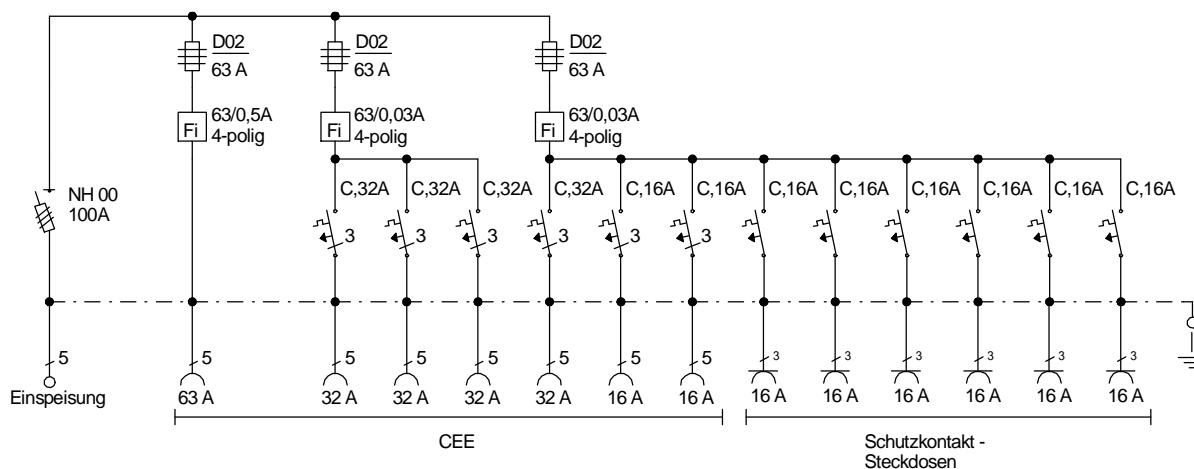 D02 D02 D02
63 A 63 A 63 A
63/0,5A 63/0,03A 63/0,03A
Fi Fi Fi
4-polig 4-polig 4-polig
NH 00
100A
C,32A C,32A C,32A C,32A C,16A C,16A C,16A C,16A C,16A C,16A C,16A C,16A
3 3 3 3 3 3
5 5 5 5 5 5 5 5 3 3 3 3 3 3
Einspeisung 63 A 32 A 32 A 32 A 32 A 16 A 16 A 16 A 16 A 16 A 16 A 16 A 16 A
CEE Schutzkontakt -
Steckdosen